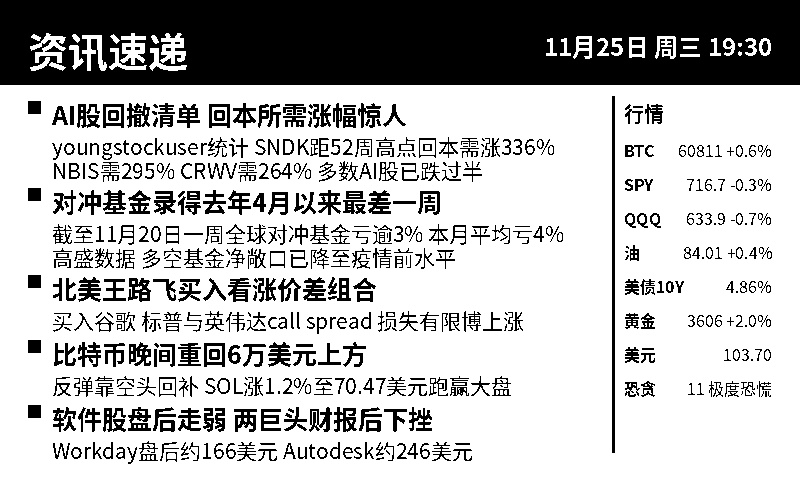 资讯速递
11月25日 周三 19:30
AI股回撤清单 回本所需涨幅惊人
youngstockuser统计 SNDK距52周高点回本需涨336%
NBIS需295% CRWV需264% 多数AI股已跌过半
对冲基金录得去年4月以来最差一周
截至11月20日一周全球对冲基金亏逾3% 本月平均亏4%
高盛数据 多空基金净敞口已降至疫情前水平
北美王路飞买入看涨价差组合
买入谷歌 标普与英伟达call spread 损失有限博上涨
比特币晚间重回6万美元上方
反弹靠空头回补 SOL涨1.2%至70.47美元跑赢大盘
软件股盘后走弱 两巨头财报后下挫
Workday盘后约166美元 Autodesk约246美元
行情
BTC 60811 +0.6%
SPY 716.7 -0.3%
QQQ 633.9 -0.7%
油 84.01 +0.4%
美债10Y 4.86%
黄金 3606 +2.0%
美元 103.70
恐贪 11 极度恐慌